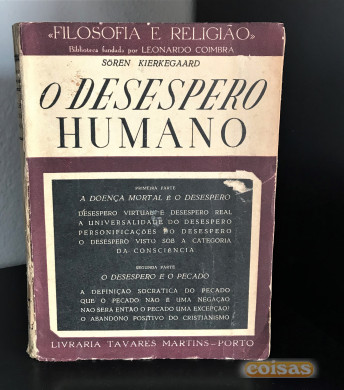 «FILOSOFIA E RELIGIÃO»
Biblioteca fundada por LEONARDO COIMBRA
SÖREN KIERKEGAARD
O DESESPERO
HUMANO
PRIMEIRA PARTE
A DOENÇA MORTAL É O DESESPERO
DESESPERO VIRTUAL E DESESPERO REAL
A UNIVERSALIDADE DO DESESPERO
PERSONIFICAÇÕES DO DESESPERO
O DESESPERO VISTO SOB A CATEGORIA
DA CONSCIÊNCIA
SEGUNDA PARTE
O DESESPERO E O PECADO
A DEFINIÇÃO SOCRÁTICA DO PECADO
QUE O PECADO NÃO É UMA NEGAÇÃO
NÃO SERÁ ENTÃO O PECADO UMA EXCEPÇÃO?
O ABANDONO POSITIVO DO CRISTIANISMO
LIVRARIA TAVARES MARTINS—PORTO
coisas